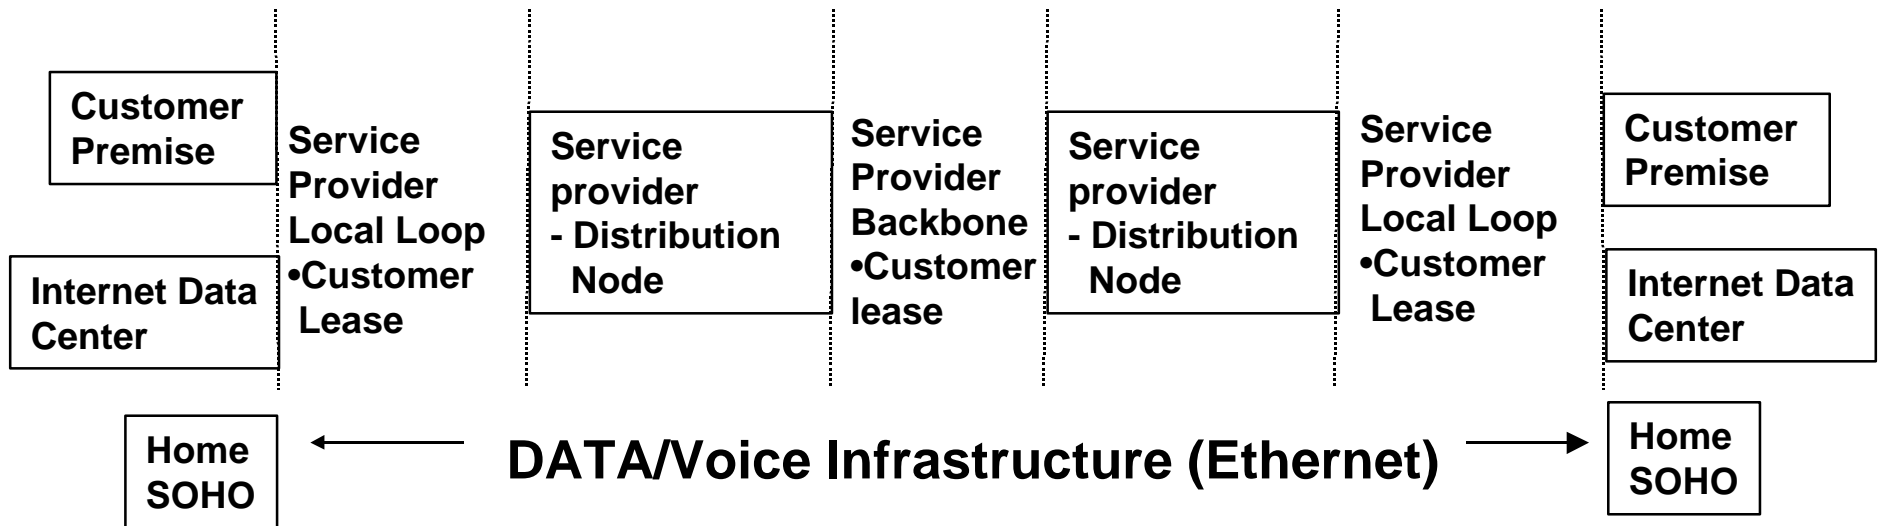 Customer
Premise
Internet Data
Center
Home
SOHO
Service
Provider
Local Loop
•Customer
Lease
Service
provider
- Distribution
Node
Service
Provider
Backbone
•Customer
lease
Service
provider
- Distribution
Node
Service
Provider
Local Loop
•Customer
Lease
Customer
Premise
Internet Data
Center
Home
SOHO
DATA/Voice Infrastructure (Ethernet)